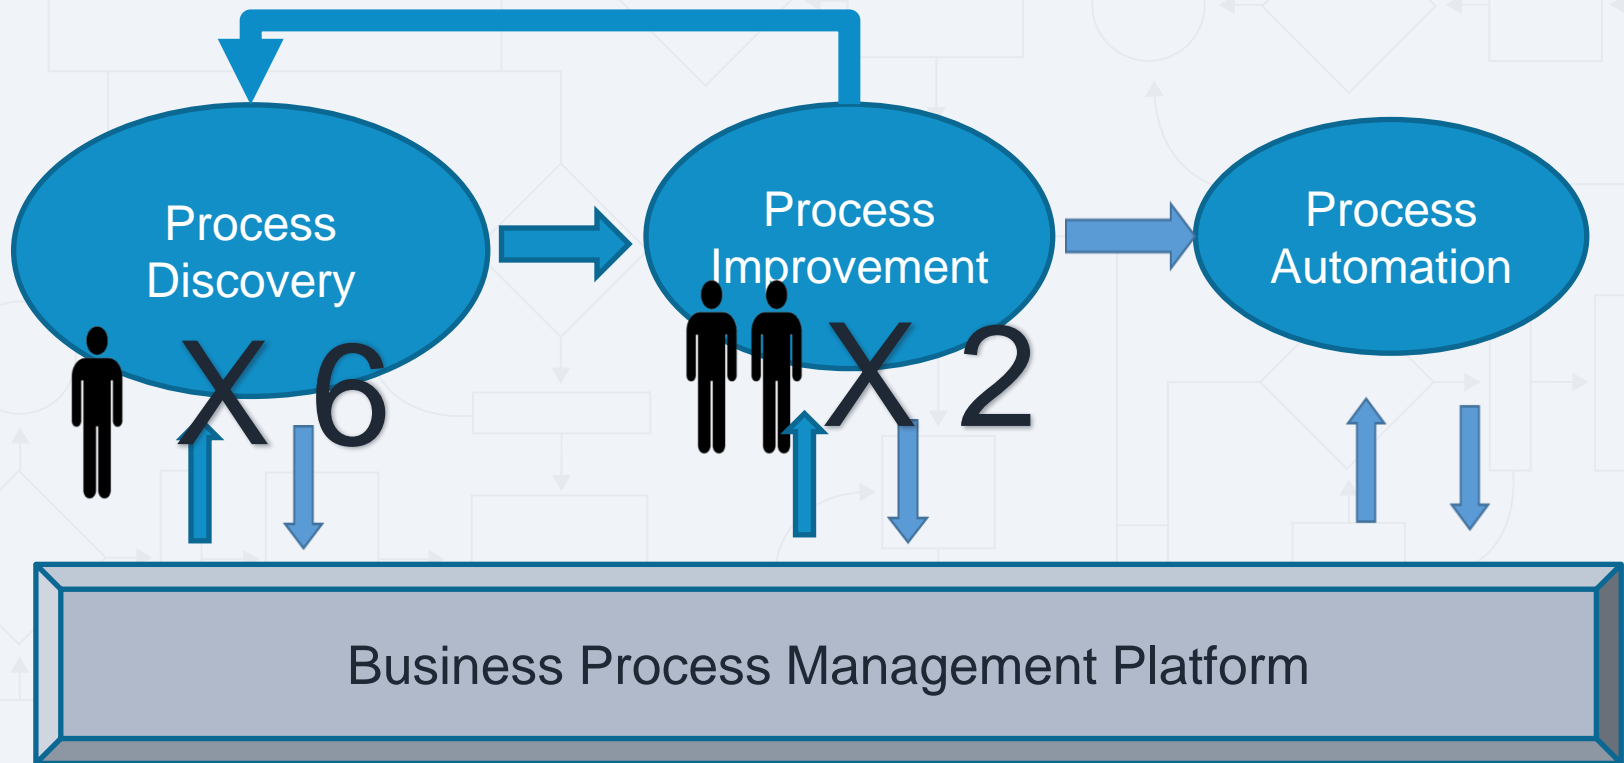 Process
Discovery
X 6
Process
Improvement
X 2
Process
Automation
Business Process Management Platform